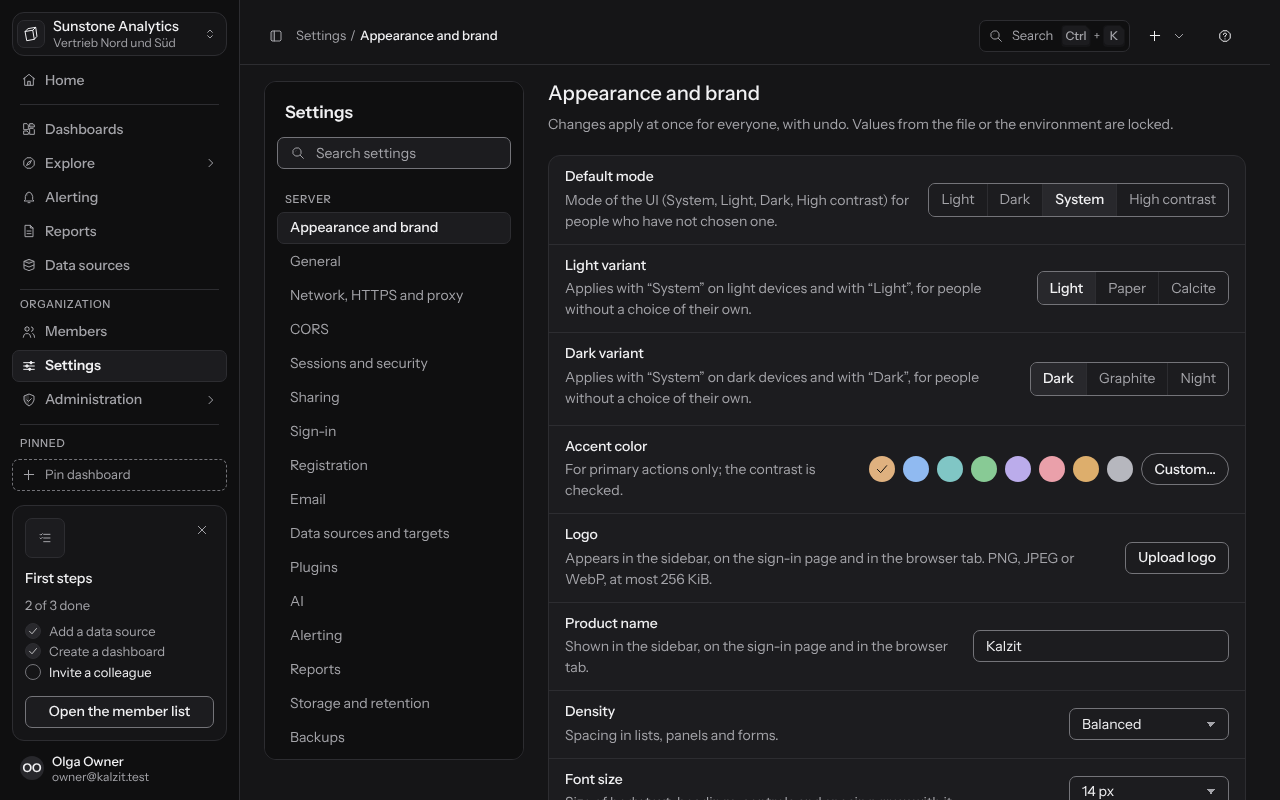 Sunstone Analytics
Vertrieb Nord und Süd
Home
Dashboards
Explore
Alerting
Reports
Data sources
ORGANIZATION
Members
Settings
Administration
PINNED
Pin dashboard
First steps
2 of 3 done
Add a data source
Create a dashboard
Invite a colleague
Open the member list
OO
Olga Owner
owner@kalzit.test
Settings / Appearance and brand
Search Ctrl + K
Settings
Search settings
SERVER
Appearance and brand
General
Network, HTTPS and proxy
CORS
Sessions and security
Sharing
Sign-in
Registration
Email
Data sources and targets
Plugins
AI
Alerting
Reports
Storage and retention
Backups
Appearance and brand
Changes apply at once for everyone, with undo. Values from the file or the environment are locked.
Default mode
Mode of the UI (System, Light, Dark, High contrast) for
people who have not chosen one.
Light Dark System High contrast
Light variant
Applies with “System” on light devices and with “Light”, for people
without a choice of their own.
Light Paper Calcite
Dark variant
Applies with “System” on dark devices and with “Dark”, for people
without a choice of their own.
Dark Graphite Night
Accent color
For primary actions only; the contrast is
checked.
Custom...
Logo
Appears in the sidebar, on the sign-in page and in the browser tab. PNG, JPEG or
WebP, at most 256 KiB.
Upload logo
Product name
Shown in the sidebar, on the sign-in page and in the browser
tab.
Kalzit
Density
Spacing in lists, panels and forms.
Balanced
Font size
14 px